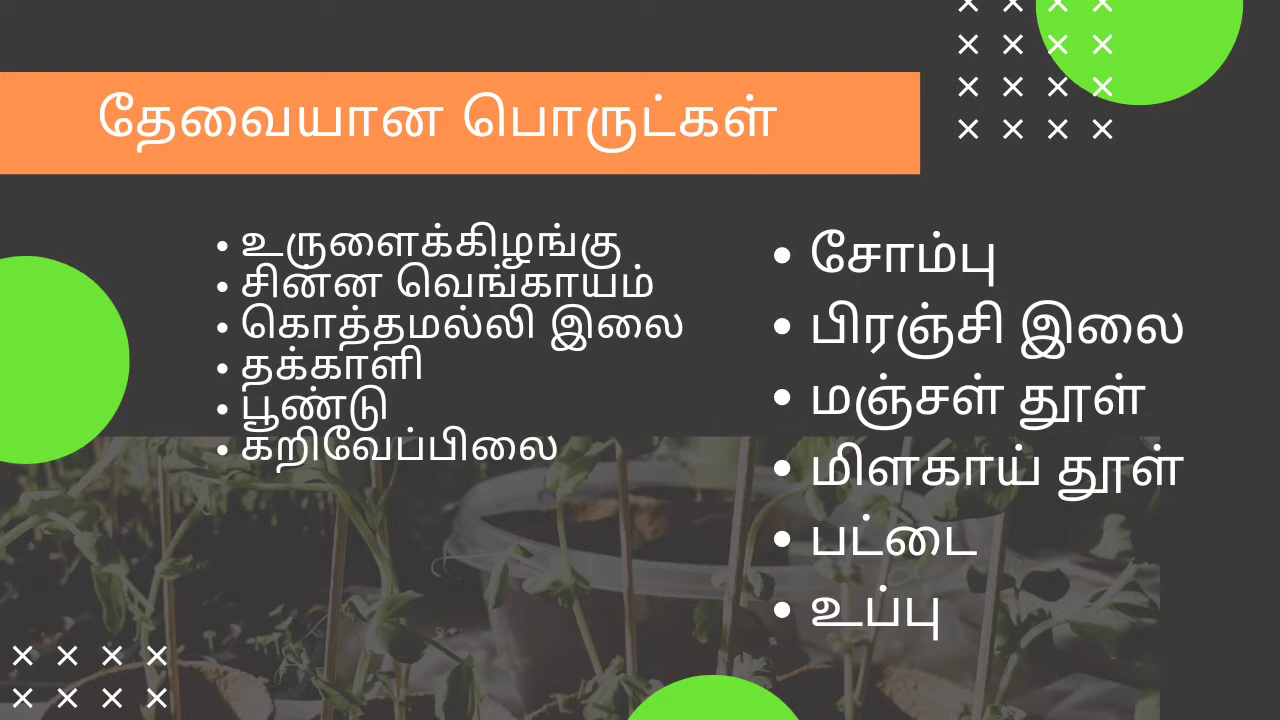 தேவையான பொருட்கள்
உருளைக்கிழங்கு
சின்ன வெங்காயம்
கொத்தமல்லி இலை
தக்காளி
பூண்டு
கறிவேப்பிலை
சோம்பு
பிரஞ்சி இலை
மஞ்சள் தூள்
மிளகாய் தூள்
பட்டை
உப்பு